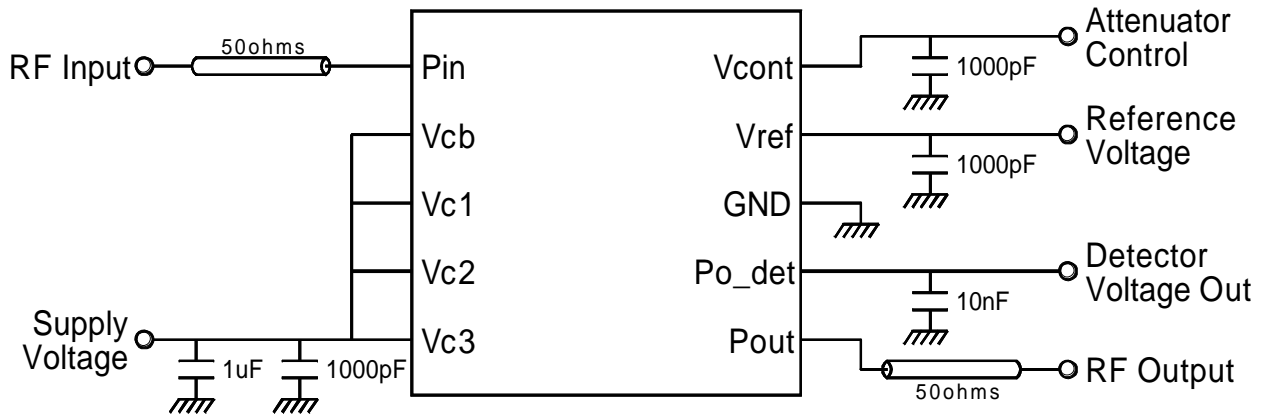 RF Input
50ohms
Pin
Vcb
Vc1
Vc2
Vc3
Supply
Voltage
1uF
1000pF
Vcont
Vref
GND
Po_det
Pout
1000pF
Attenuator
Control
1000pF
Reference
Voltage
10nF
Detector
Voltage Out
50ohms
RF Output